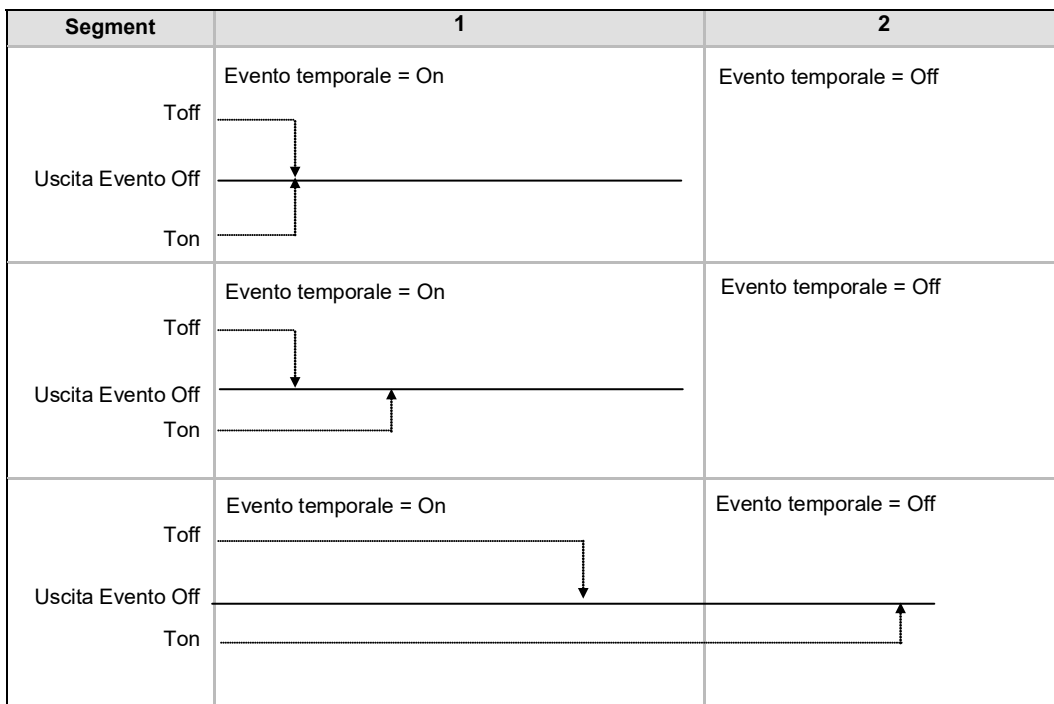 Segment 1 2
Evento temporale = On Evento temporale = Off
Toff
Uscita Evento Off
Ton
Evento temporale = On Evento temporale = Off
Toff
Uscita Evento Off
Ton
Evento temporale = On Evento temporale = Off
Toff
Uscita Evento Off
Ton